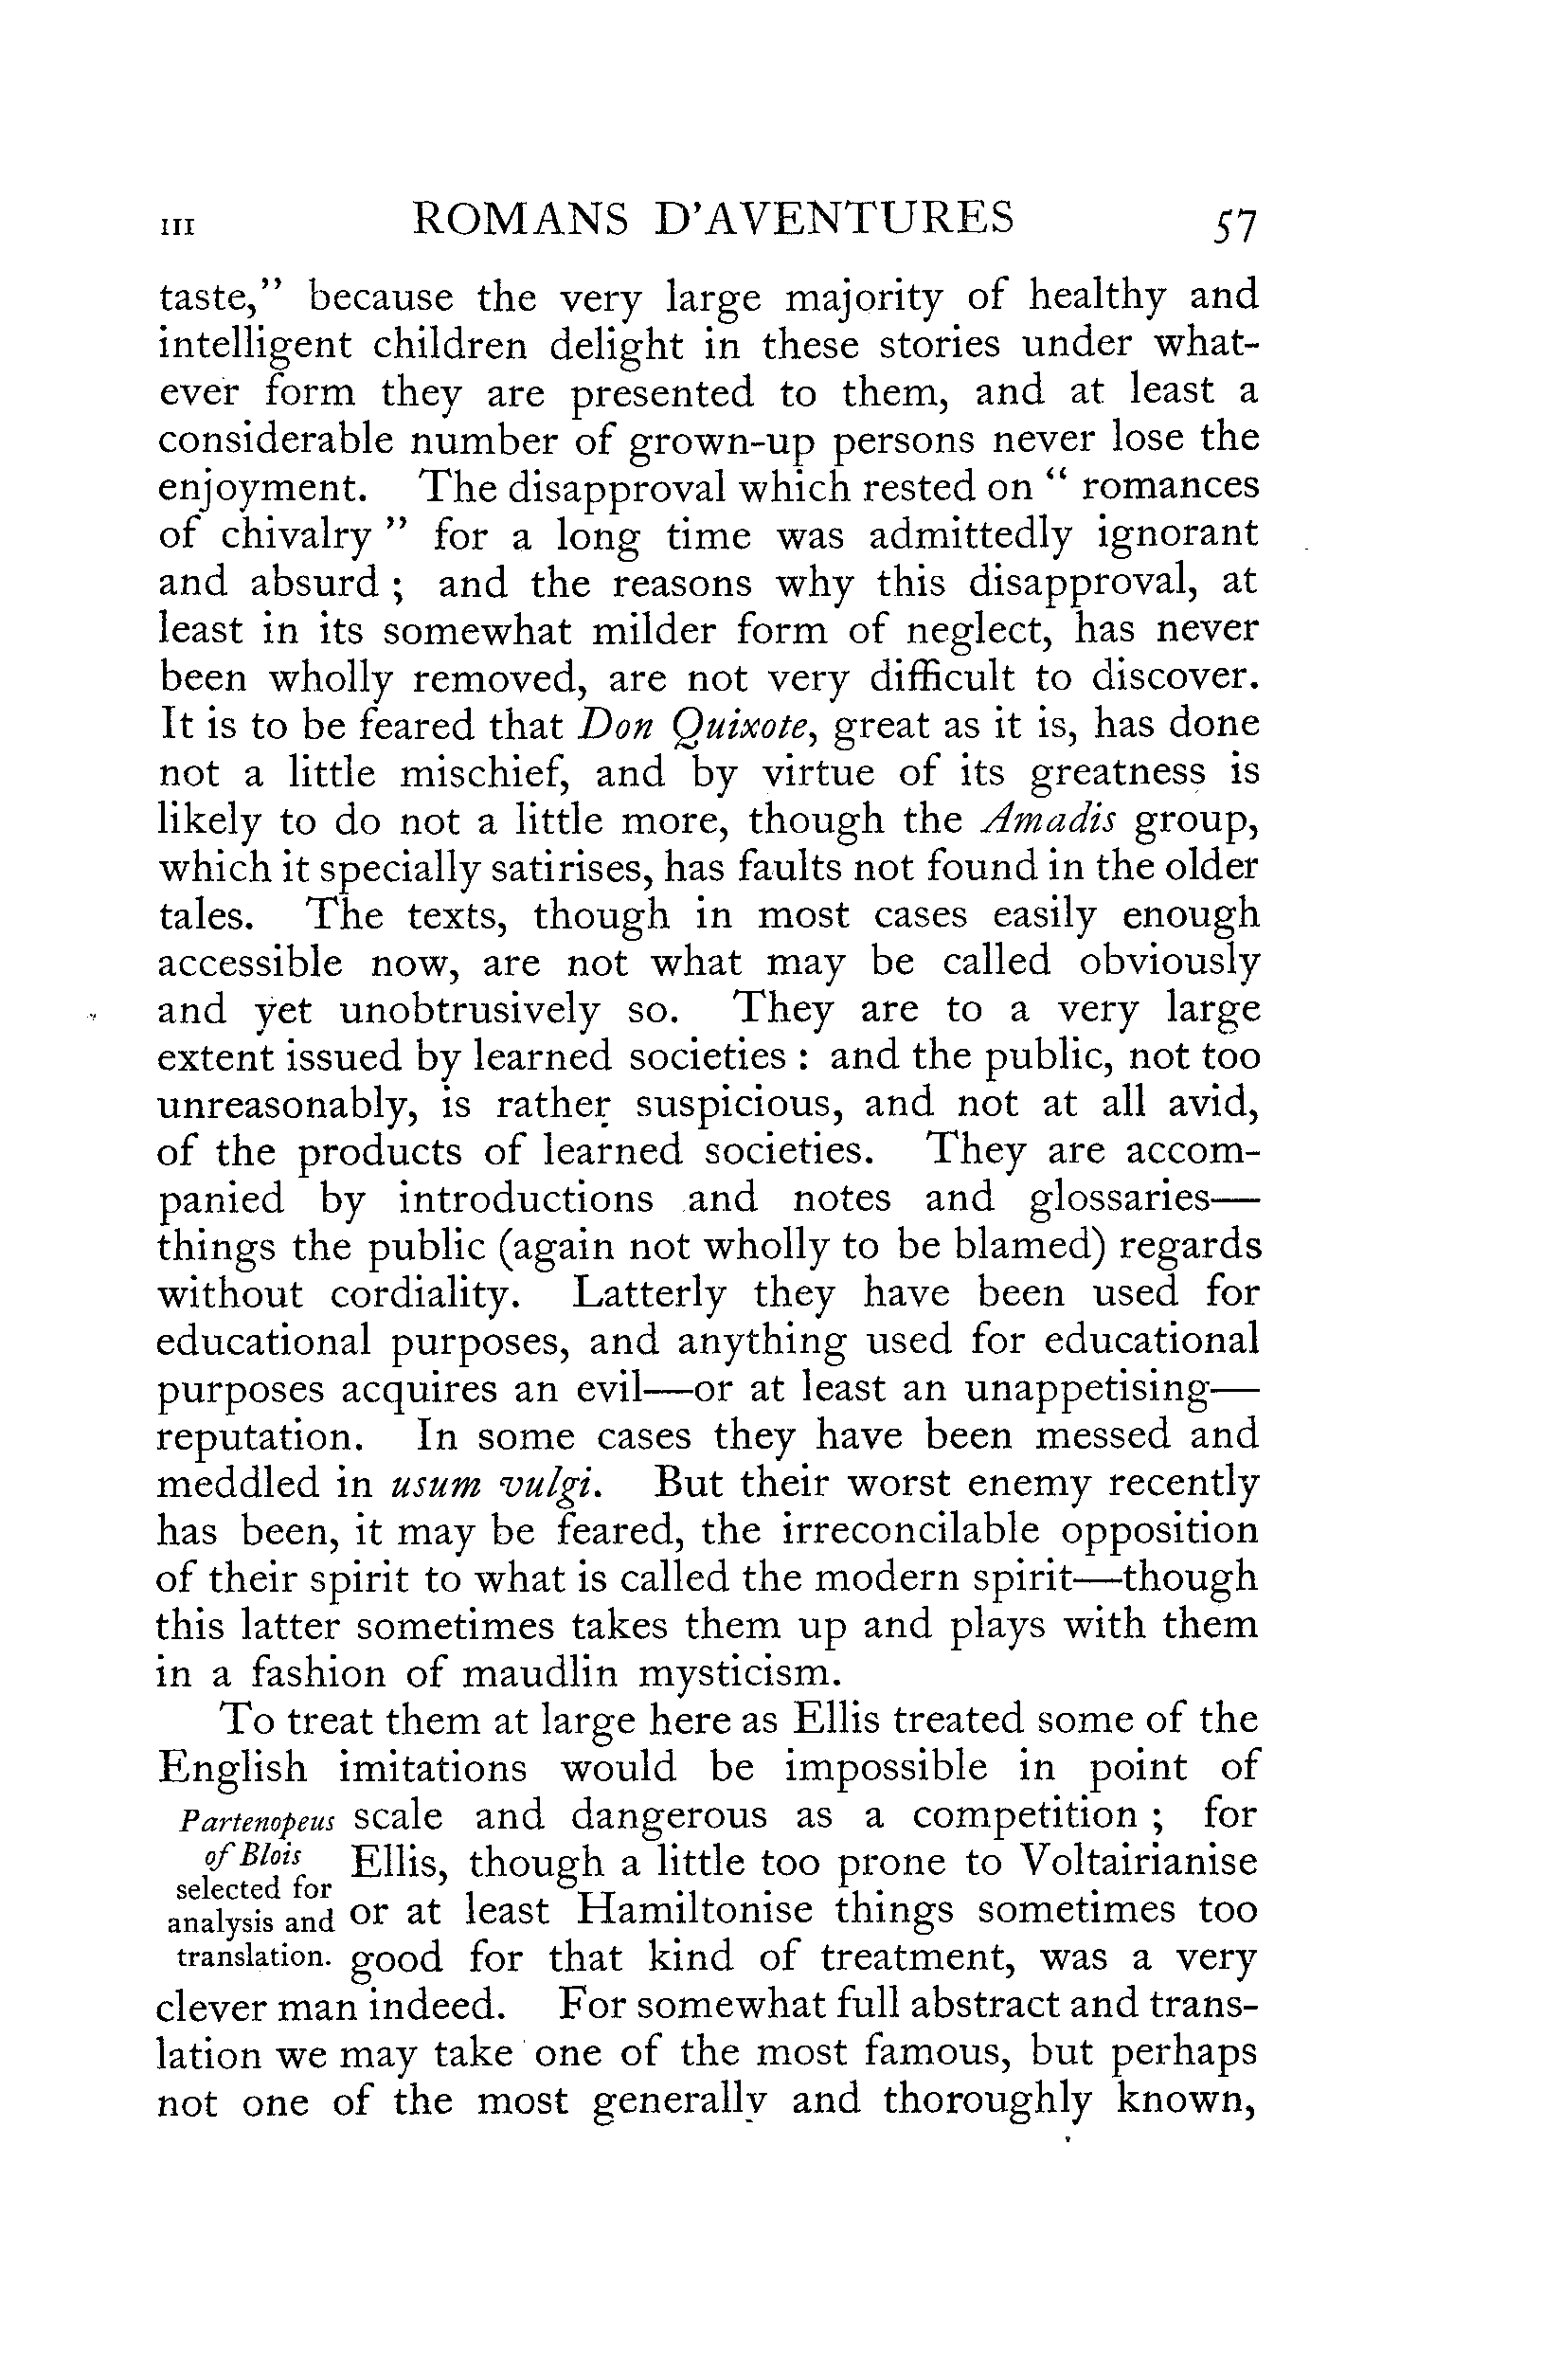 III ROMANS D'AVENTURES 57
taste,” because the very large majority of healthy and
intelligent children delight in these stories under what-
ever form they are presented to them, and at least a
considerable number of grown-up persons never lose the
enjoyment. The disapproval which rested on “ romances
of chivalry ” for a long time was admittedly ignorant
and absurd ; and the reasons why this disapproval, at
least in its somewhat milder form of neglect, has never
been wholly removed, are not very difficult to discover.
It is to be feared that Don Quixote, great as it is, has done
not a little mischief, and by virtue of its greatness is
likely to do not a little more, though the Amadis group,
which it specially satirises, has faults not found in the older
tales. The texts, though in most cases easily enough
accessible now, are not what may be called obviously
and yet unobtrusively so. They are to a very large
extent issued by learned societies : and the public, not too
unreasonably, is rather suspicious, and not at all avid,
of the products of learned societies. They are accom-
panied by introductions and notes and glossaries—
things the public (again not wholly to be blamed) regards
without cordiality. Latterly they have been used for
educational purposes, and anything used for educational
purposes acquires an evil—or at least an unappetising—
reputation. In some cases they have been messed and
meddled in usum vulgi. But their worst enemy recently
has been, it may be feared, the irreconcilable opposition
of their spirit to what is called the modern spirit—though
this latter sometimes takes them up and plays with them
in a fashion of maudlin mysticism.
To treat them at large here as Ellis treated some of the
English imitations would be impossible in point of
Partenopeus
of Blois
selected for
analysis and
translation.
scale and dangerous as a competition ; for
Ellis, though a little too prone to Voltairianise
or at least Hamiltonise things sometimes too
good for that kind of treatment, was a very
clever man indeed. For somewhat full abstract and trans-
lation we may take one of the most famous, but perhaps
not one of the most generally and thoroughly known,